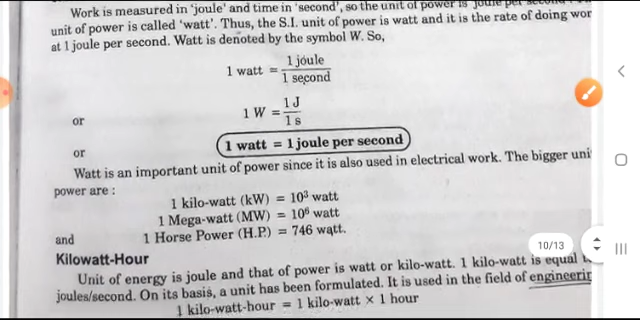 Work is measured in 'joule' and time in 'second', so the unit of power is 'joule per
unit of power is called 'watt'. Thus, the S.I. unit of power is watt and it is the rate of doing wor
at 1 joule per second. Watt is denoted by the symbol W. So,
1 watt = 1 joule / 1 second
or 1 W = 1 J / 1 s
or 1 watt = 1 joule per second
Watt is an important unit of power since it is also used in electrical work. The bigger uni
power are :
1 kilo-watt (kW) = 10³ watt
1 Mega-watt (MW) = 10⁶ watt
and 1 Horse Power (H.P.) = 746 watt.
10/13
Kilowatt-Hour
Unit of energy is joule and that of power is watt or kilo-watt. 1 kilo-watt is equal
joules/second. On its basis, a unit has been formulated. It is used in the field of engineerin
1 kilo-watt-hour = 1 kilo-watt × 1 hour